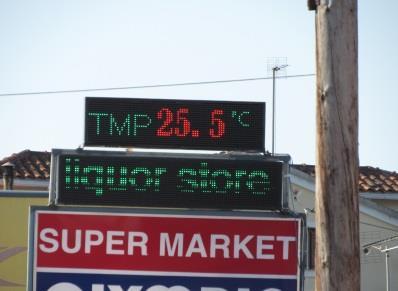 TMP 25.5°C
liquor store
SUPER MARKET